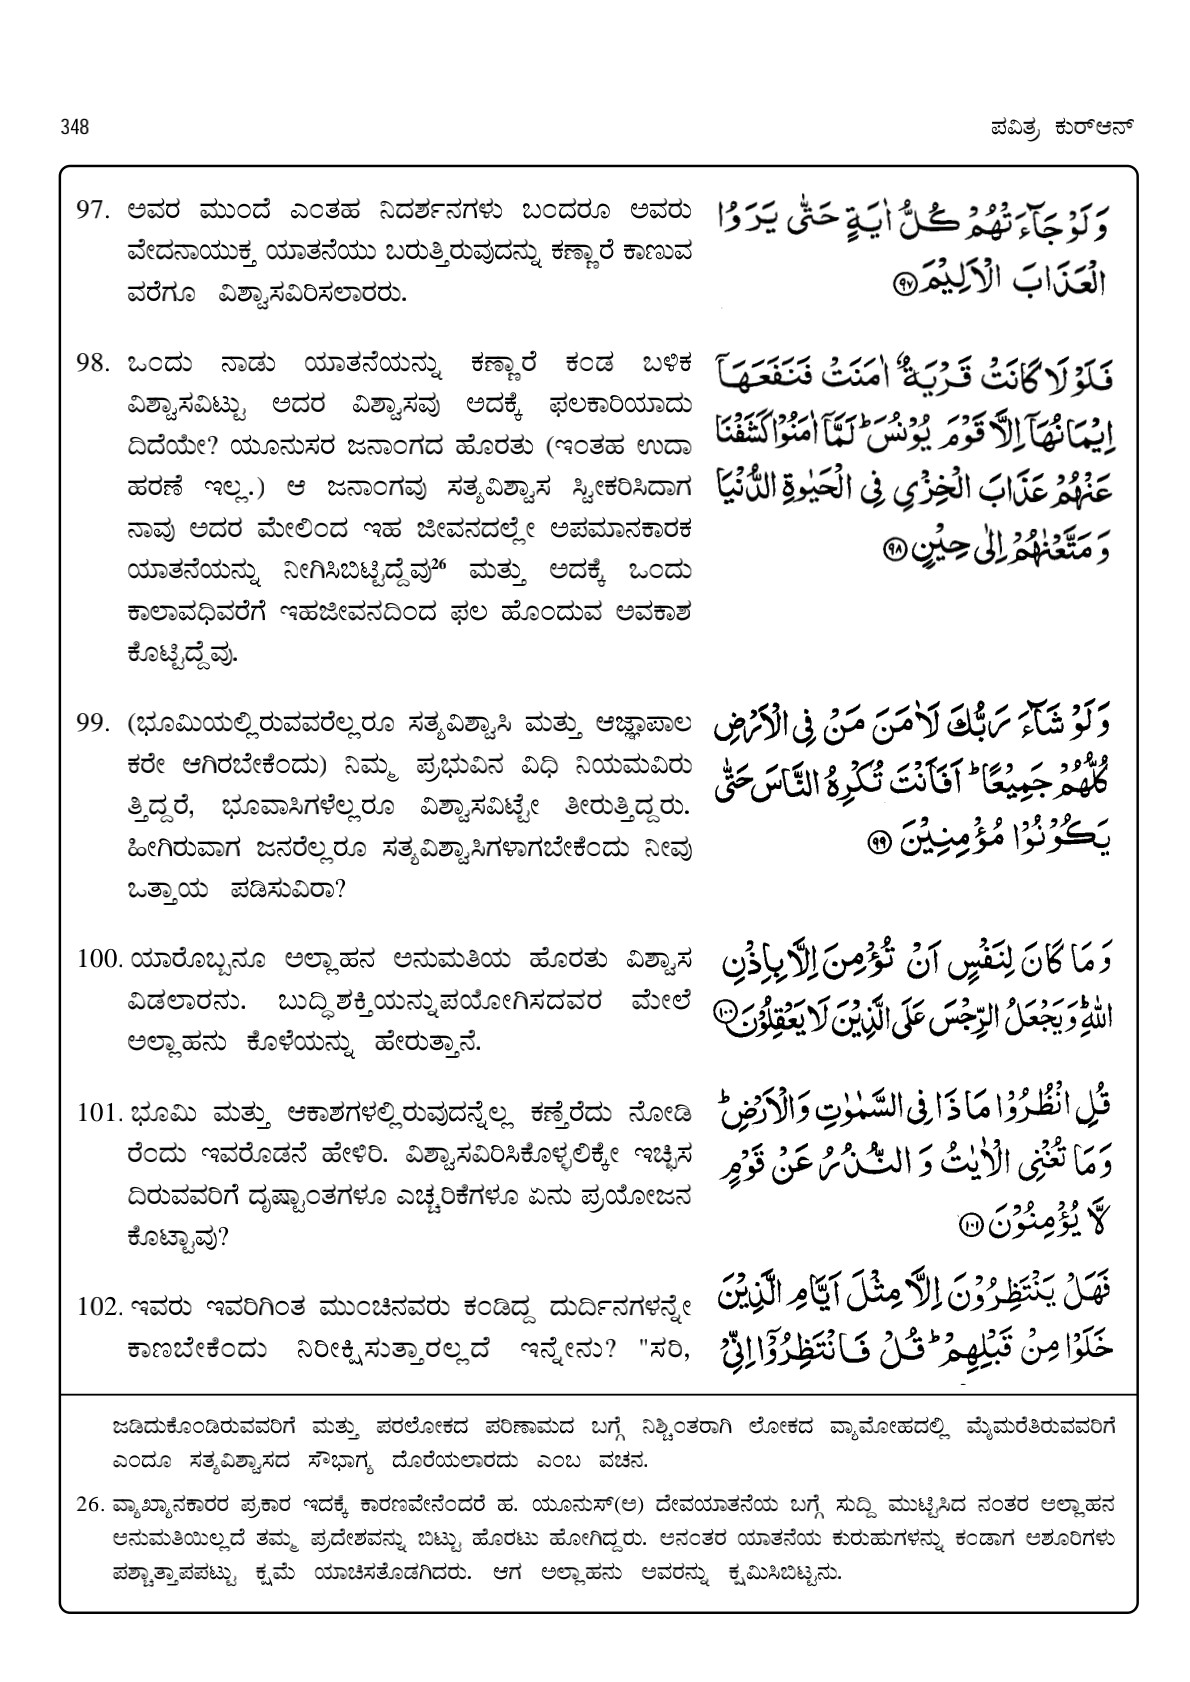 348
ಪವಿತ್ರ ಕುರ್‌ಆನ್
97. ಅವರ ಮುಂದೆ ಎಂತಹ ನಿದರ್ಶನಗಳು ಬಂದರೂ ಅವರು
ವೇದನಾಯುಕ್ತ ಯಾತನೆಯು ಬರುತ್ತಿರುವುದನ್ನು ಕಣ್ಣಾರೆ ಕಾಣುವ
ವರೆಗೂ ವಿಶ್ವಾಸವಿರಿಸಲಾರರು.
وَلَوْ جَآءَتْهُمْ كُلُّ اٰيَةٍ حَتّٰى يَرَوُا
الْعَذَابَ الْاَلِيْمَ ﴿۹۷﴾
98. ಒಂದು ನಾಡು ಯಾತನೆಯನ್ನು ಕಣ್ಣಾರೆ ಕಂಡ ಬಳಿಕ
ವಿಶ್ವಾಸವಿಟ್ಟು ಅದರ ವಿಶ್ವಾಸವು ಅದಕ್ಕೆ ಫಲಕಾರಿಯಾದು
ದಿದೆಯೇ? ಯೂನುಸರ ಜನಾಂಗದ ಹೊರತು (ಇಂತಹ ಉದಾ
ಹರಣೆ ಇಲ್ಲ.) ಆ ಜನಾಂಗವು ಸತ್ಯವಿಶ್ವಾಸ ಸ್ವೀಕರಿಸಿದಾಗ
ನಾವು ಅದರ ಮೇಲಿಂದ ಇಹ ಜೀವನದಲ್ಲೇ ಅಪಮಾನಕಾರಕ
ಯಾತನೆಯನ್ನು ನೀಗಿಸಿಬಿಟ್ಟಿದ್ದೆವು²⁶ ಮತ್ತು ಅದಕ್ಕೆ ಒಂದು
ಕಾಲಾವಧಿವರೆಗೆ ಇಹಜೀವನದಿಂದ ಫಲ ಹೊಂದುವ ಅವಕಾಶ
ಕೊಟ್ಟಿದ್ದೆವು.
فَلَوْلَا كَانَتْ قَرْيَةٌ اٰمَنَتْ فَنَفَعَهَاۤ
اِيْمَانُهَاۤ اِلَّا قَوْمَ يُوْنُسَ ؕ لَمَّاۤ اٰمَنُوْا كَشَفْنَا
عَنْهُمْ عَذَابَ الْخِزْىِ فِى الْحَيٰوةِ الدُّنْيَا
وَمَتَّعْنٰهُمْ اِلٰى حِيْنٍ ﴿۹۸﴾
99. (ಭೂಮಿಯಲ್ಲಿರುವವರೆಲ್ಲರೂ ಸತ್ಯವಿಶ್ವಾಸಿ ಮತ್ತು ಆಜ್ಞಾಪಾಲ
ಕರೇ ಆಗಿರಬೇಕೆಂದು) ನಿಮ್ಮ ಪ್ರಭುವಿನ ವಿಧಿ ನಿಯಮವಿರು
ತ್ತಿದ್ದರೆ, ಭೂವಾಸಿಗಳೆಲ್ಲರೂ ವಿಶ್ವಾಸವಿಟ್ಟೇ ತೀರುತ್ತಿದ್ದರು.
ಹೀಗಿರುವಾಗ ಜನರೆಲ್ಲರೂ ಸತ್ಯವಿಶ್ವಾಸಿಗಳಾಗಬೇಕೆಂದು ನೀವು
ಒತ್ತಾಯ ಪಡಿಸುವಿರಾ?
وَلَوْ شَآءَ رَبُّكَ لَاٰمَنَ مَنْ فِى الْاَرْضِ
كُلُّهُمْ جَمِيْعًا ؕ اَفَاَنْتَ تُكْرِهُ النَّاسَ حَتّٰى
يَكُوْنُوْا مُؤْمِنِيْنَ ﴿۹۹﴾
100. ಯಾರೊಬ್ಬನೂ ಅಲ್ಲಾಹನ ಅನುಮತಿಯ ಹೊರತು ವಿಶ್ವಾಸ
ವಿಡಲಾರನು. ಬುದ್ಧಿಶಕ್ತಿಯನ್ನುಪಯೋಗಿಸದವರ ಮೇಲೆ
ಅಲ್ಲಾಹನು ಕೊಳೆಯನ್ನು ಹೇರುತ್ತಾನೆ.
وَمَا كَانَ لِنَفْسٍ اَنْ تُؤْمِنَ اِلَّا بِاِذْنِ
اللّٰهِ ؕ وَيَجْعَلُ الرِّجْسَ عَلَى الَّذِيْنَ لَا يَعْقِلُوْنَ ﴿۱۰۰﴾
101. ಭೂಮಿ ಮತ್ತು ಆಕಾಶಗಳಲ್ಲಿರುವುದನ್ನೆಲ್ಲ ಕಣ್ತೆರೆದು ನೋಡಿ
ರೆಂದು ಇವರೊಡನೆ ಹೇಳಿರಿ. ವಿಶ್ವಾಸವಿರಿಸಿಕೊಳ್ಳಲಿಕ್ಕೇ ಇಚ್ಛಿಸ
ದಿರುವವರಿಗೆ ದೃಷ್ಟಾಂತಗಳೂ ಎಚ್ಚರಿಕೆಗಳೂ ಏನು ಪ್ರಯೋಜನ
ಕೊಟ್ಟಾವು?
قُلِ انْظُرُوْا مَاذَا فِى السَّمٰوٰتِ وَالْاَرْضِ ؕ
وَمَا تُغْنِى الْاٰيٰتُ وَالنُّذُرُ عَنْ قَوْمٍ
لَّا يُؤْمِنُوْنَ ﴿۱۰۱﴾
102. ಇವರು ಇವರಿಗಿಂತ ಮುಂಚಿನವರು ಕಂಡಿದ್ದ ದುರ್ದಿನಗಳನ್ನೇ
ಕಾಣಬೇಕೆಂದು ನಿರೀಕ್ಷಿಸುತ್ತಾರಲ್ಲದೆ ಇನ್ನೇನು? "ಸರಿ,
فَهَلْ يَنْتَظِرُوْنَ اِلَّا مِثْلَ اَيَّامِ الَّذِيْنَ
خَلَوْا مِنْ قَبْلِهِمْ ؕ قُلْ فَانْتَظِرُوْۤا اِنِّىْ
ಜಡಿದುಕೊಂಡಿರುವವರಿಗೆ ಮತ್ತು ಪರಲೋಕದ ಪರಿಣಾಮದ ಬಗ್ಗೆ ನಿಶ್ಚಿಂತರಾಗಿ ಲೋಕದ ವ್ಯಾಮೋಹದಲ್ಲಿ ಮೈಮರೆತಿರುವವರಿಗೆ
ಎಂದೂ ಸತ್ಯವಿಶ್ವಾಸದ ಸೌಭಾಗ್ಯ ದೊರೆಯಲಾರದು ಎಂಬ ವಚನ.
26. ವ್ಯಾಖ್ಯಾನಕಾರರ ಪ್ರಕಾರ ಇದಕ್ಕೆ ಕಾರಣವೇನೆಂದರೆ ಹ. ಯೂನುಸ್(ಅ) ದೇವಯಾತನೆಯ ಬಗ್ಗೆ ಸುದ್ದಿ ಮುಟ್ಟಿಸಿದ ನಂತರ ಅಲ್ಲಾಹನ
ಅನುಮತಿಯಿಲ್ಲದೆ ತಮ್ಮ ಪ್ರದೇಶವನ್ನು ಬಿಟ್ಟು ಹೊರಟು ಹೋಗಿದ್ದರು. ಅನಂತರ ಯಾತನೆಯ ಕುರುಹುಗಳನ್ನು ಕಂಡಾಗ ಅಶೂರಿಗಳು
ಪಶ್ಚಾತ್ತಾಪಪಟ್ಟು ಕ್ಷಮೆ ಯಾಚಿಸತೊಡಗಿದರು. ಆಗ ಅಲ್ಲಾಹನು ಅವರನ್ನು ಕ್ಷಮಿಸಿಬಿಟ್ಟನು.